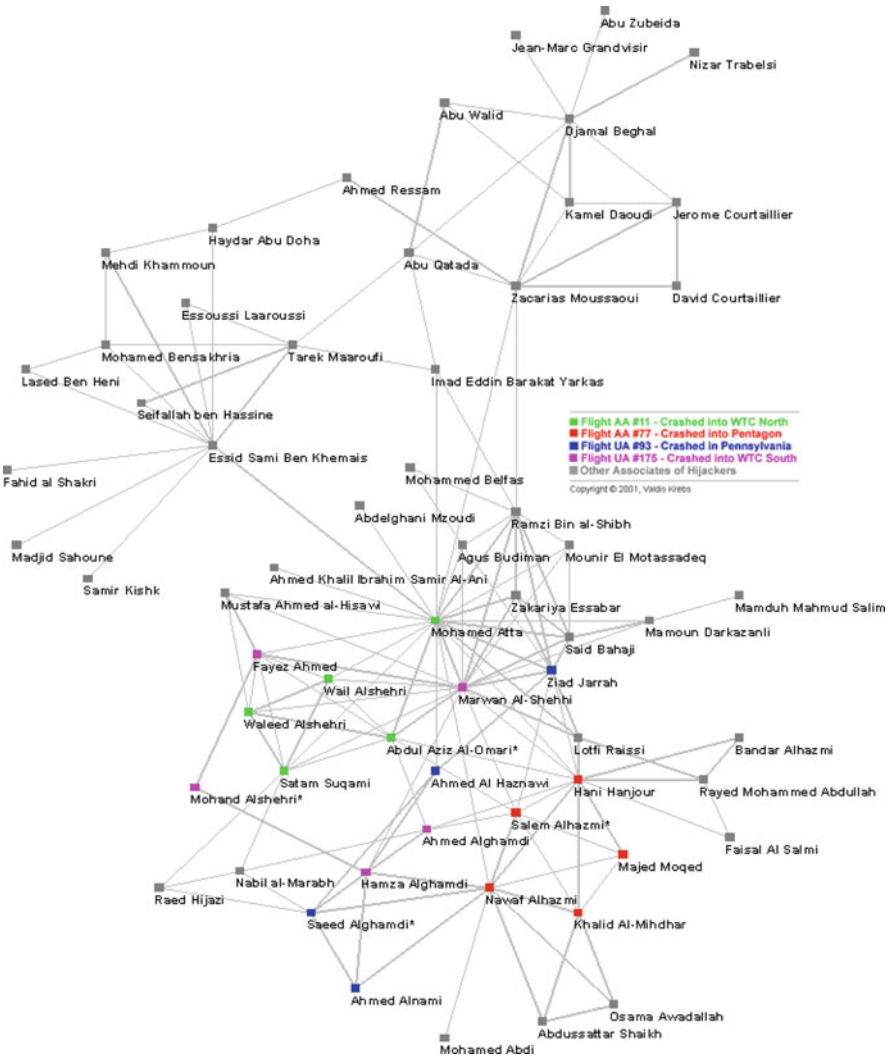 Abu Zubeida
Jean-Marc Grandvisir
Nizar Trabelsi
Abu Walid
Djamal Beghal
Ahmed Ressam
Kamel Daoudi
Jerome Courtaillier
Haydar Abu Doha
Mehdi Khammoun
Abu Qatada
Zacarias Moussaoui
David Courtaillier
Essoussi Laaroussi
Mohamed Bensakhria
Tarek Maaroufi
Lased Ben Heni
Imad Eddin Barakat Yarkas
Seifallah ben Hassine
Flight AA #11 - Crashed into WTC North
Flight AA #77 - Crashed into Pentagon
Flight UA #93 - Crashed in Pennsylvania
Flight UA #175 - Crashed into WTC South
Other Associates of Hijackers
Copyright © 2001, Valdis Krebs
Essid Sami Ben Khemais
Fahid al Shakri
Mohammed Belfas
Abdelghani Mzoudi
Ramzi Bin al-Shibh
Madjid Sahoune
Agus Budiman
Mounir El Motassadeq
Samir Kishk
Ahmed Khalil Ibrahim Samir Al-Ani
Mustafa Ahmed al-Hisawi
Zakariya Essabar
Mamduh Mahmud Salim
Mohamed Atta
Mamoun Darkazanli
Said Bahaji
Fayez Ahmed
Ziad Jarrah
Wail Alshehri
Marwan Al-Shehhi
Waleed Alshehri
Abdul Aziz Al-Omari*
Lotfi Raissi
Bandar Alhazmi
Satam Suqami
Ahmed Al Haznawi
Hani Hanjour
Rayed Mohammed Abdullah
Mohand Alshehri*
Salem Alhazmi*
Faisal Al Salmi
Ahmed Alghamdi
Majed Moqed
Nabil al-Marabh
Hamza Alghamdi
Raed Hijazi
Nawaf Alhazmi
Saeed Alghamdi*
Khalid Al-Mihdhar
Ahmed Alnami
Osama Awadallah
Abdussattar Shaikh
Mohamed Abdi